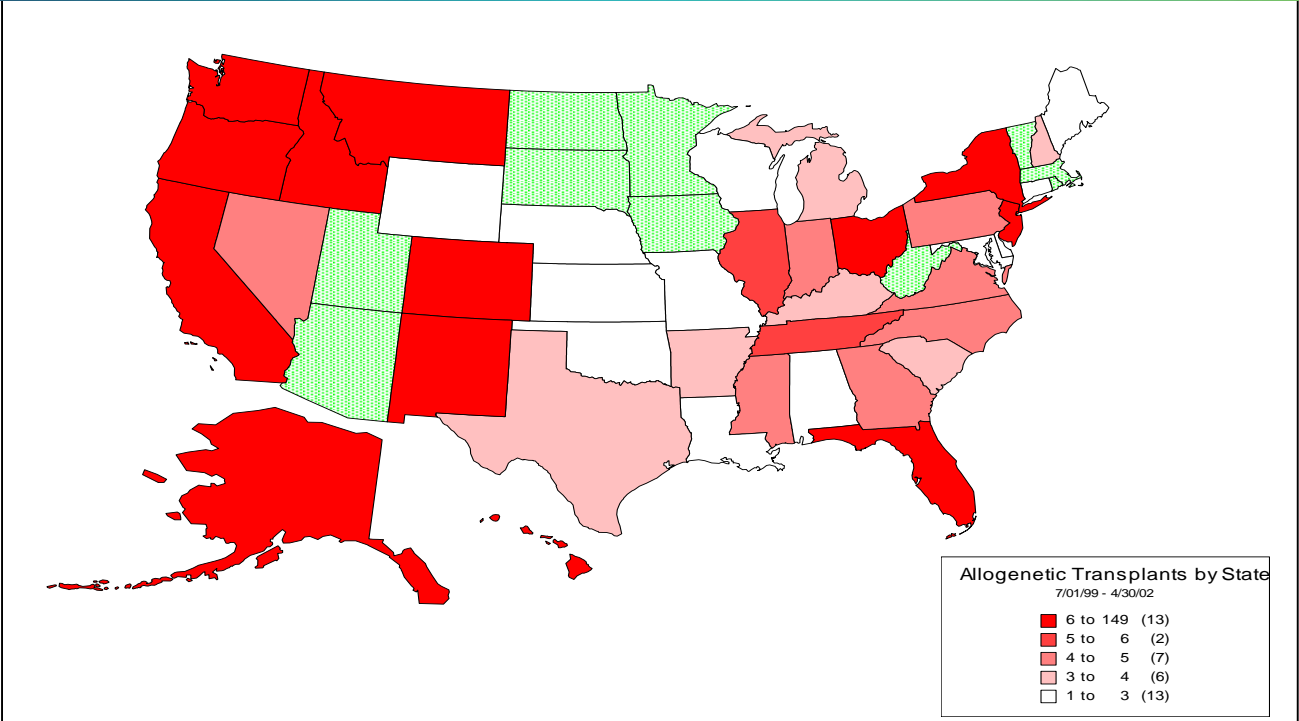 Allogenetic Transplants by State
7/01/99 - 4/30/02
6 to 149 (13)
5 to 6 (2)
4 to 5 (7)
3 to 4 (6)
1 to 3 (13)